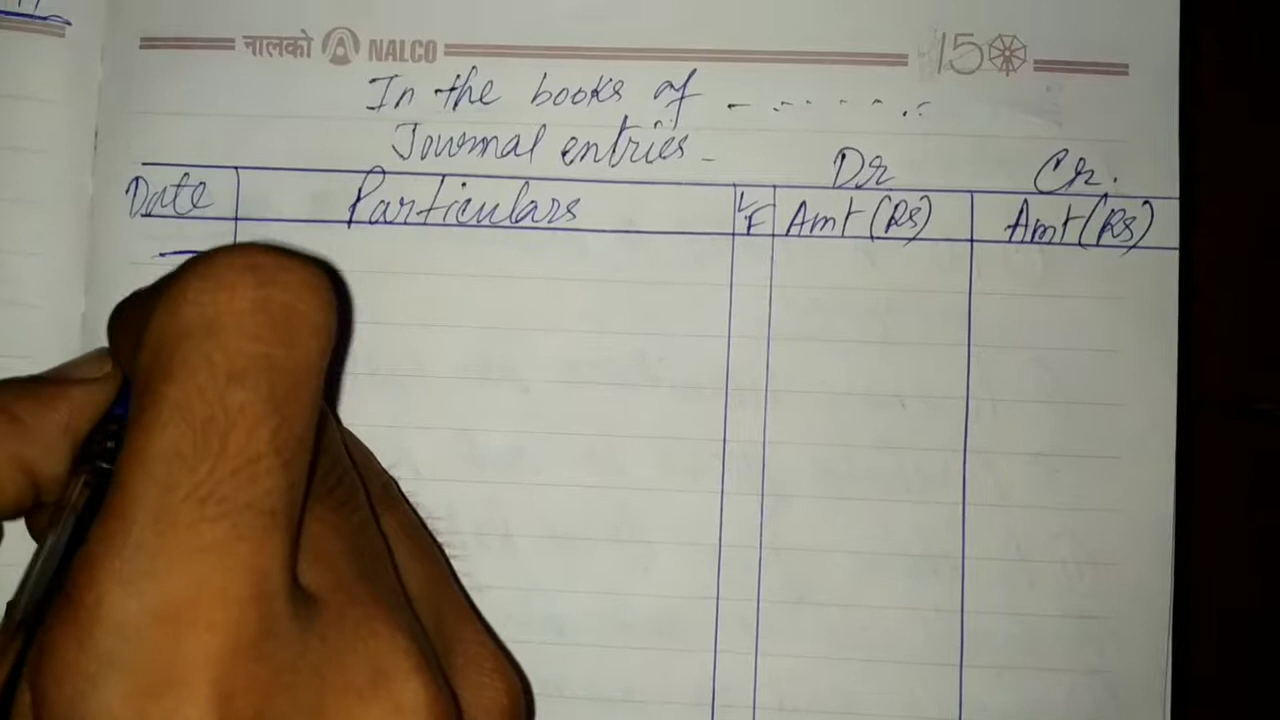 नालको NALCO 150
In the books of - - - - - - - -
Journal entries -
Dr Cr.
Date Particulars L.F Amt (Rs) Amt (Rs)